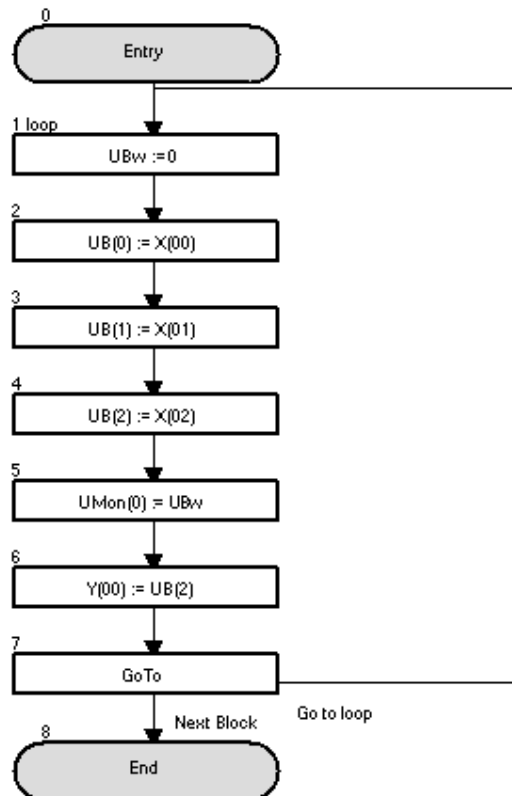 0
Entry
1 loop
UBw :=0
2
UB(0) := X(00)
3
UB(1) := X(01)
4
UB(2) := X(02)
5
UMon(0) := UBw
6
Y(00) := UB(2)
7
GoTo
Go to loop
Next Block
8
End